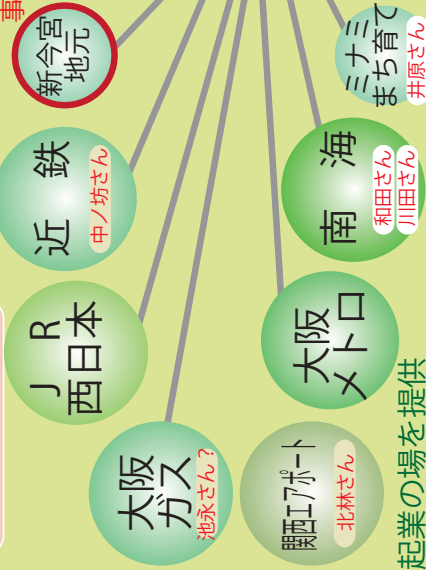 大阪
ガス
池永さん？
JR
西日本
近鉄
中ノ坊さん
新今宮
地元
事
関西エアポート
北林さん
大阪
メトロ
南海
和田さん
川田さん
ミナミ
まち育て
井原さん
起業の場を提供